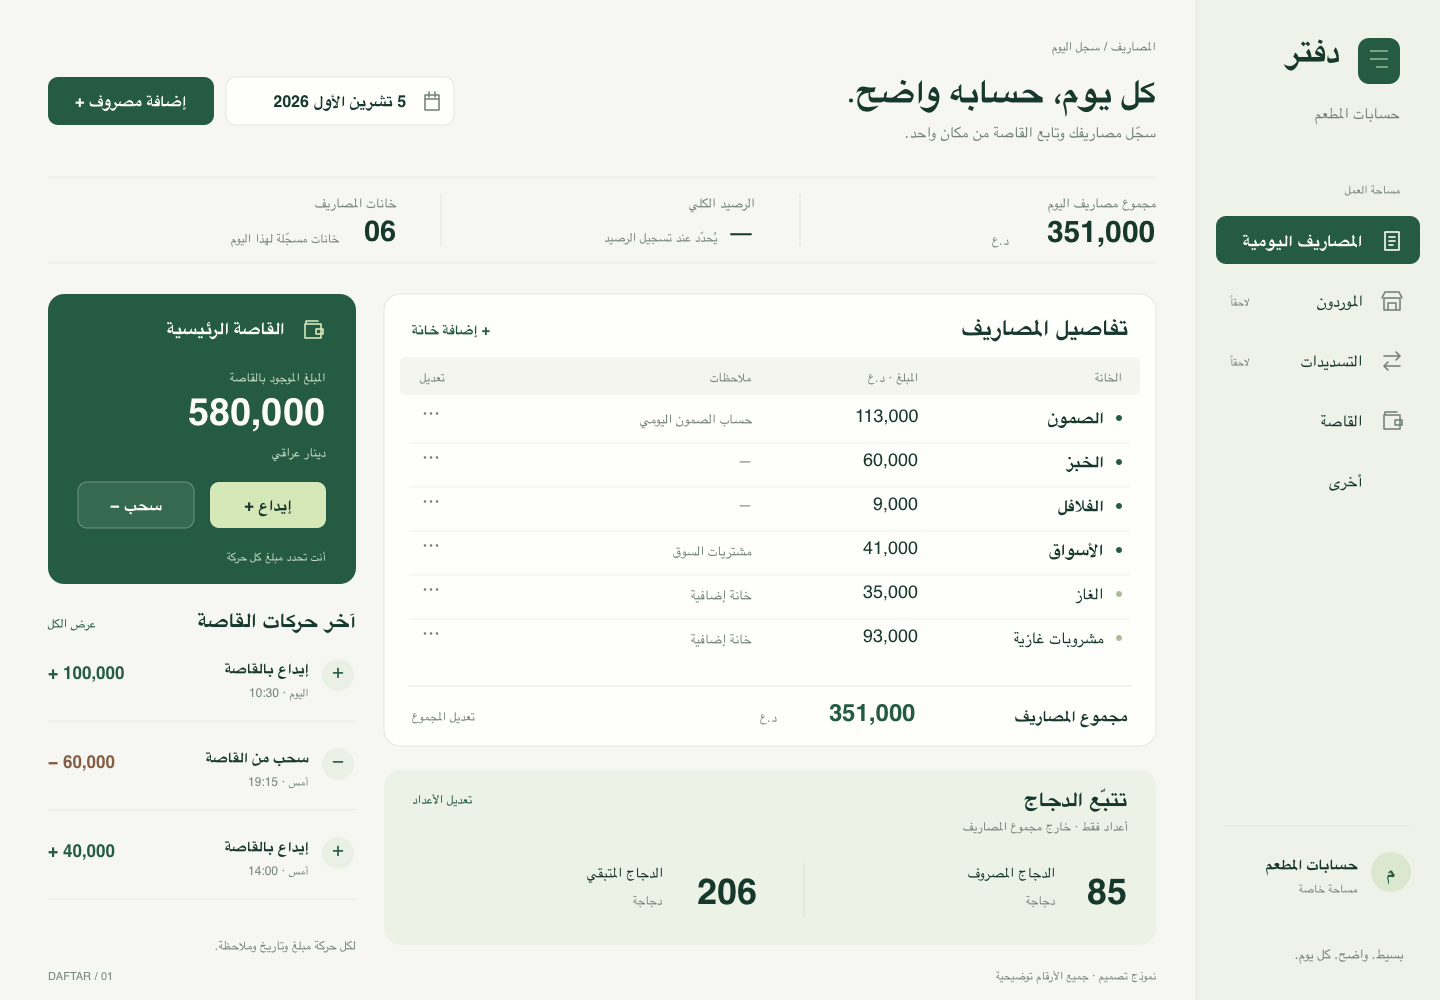 دفتر
حسابات المطعم
مساحة العمل
المصاريف اليومية
الموردون لاحقاً
التسديدات لاحقاً
القاصة
أخرى
حسابات المطعم
م
مساحة خاصة
بسيط. واضح. كل يوم.
المصاريف / سجل اليوم
كل يوم، حسابه واضح.
سجّل مصاريفك وتابع القاصة من مكان واحد.
5 تشرين الأول 2026
إضافة مصروف +
مجموع مصاريف اليوم
351,000 د.ع
الرصيد الكلي
— يُحدّد عند تسجيل الرصيد
خانات المصاريف
06 خانات مسجّلة لهذا اليوم
تفاصيل المصاريف
+ إضافة خانة
الخانة المبلغ · د.ع ملاحظات تعديل
• الصمون 113,000 حساب الصمون اليومي ...
• الخبز 60,000 — ...
• الفلافل 9,000 — ...
• الأسواق 41,000 مشتريات السوق ...
• الغاز 35,000 خانة إضافية ...
• مشروبات غازية 93,000 خانة إضافية ...
مجموع المصاريف 351,000 د.ع تعديل المجموع
تتبّع الدجاج
تعديل الأعداد
أعداد فقط · خارج مجموع المصاريف
85 الدجاج المصروف
دجاجة
206 الدجاج المتبقي
دجاجة
القاصة الرئيسية
المبلغ الموجود بالقاصة
580,000
دينار عراقي
إيداع +
سحب −
أنت تحدد مبلغ كل حركة
آخر حركات القاصة
عرض الكل
+ إيداع بالقاصة + 100,000
اليوم · 10:30
− سحب من القاصة − 60,000
أمس · 19:15
+ إيداع بالقاصة + 40,000
أمس · 14:00
لكل حركة مبلغ وتاريخ وملاحظة.
نموذج تصميم · جميع الأرقام توضيحية
DAFTAR / 01